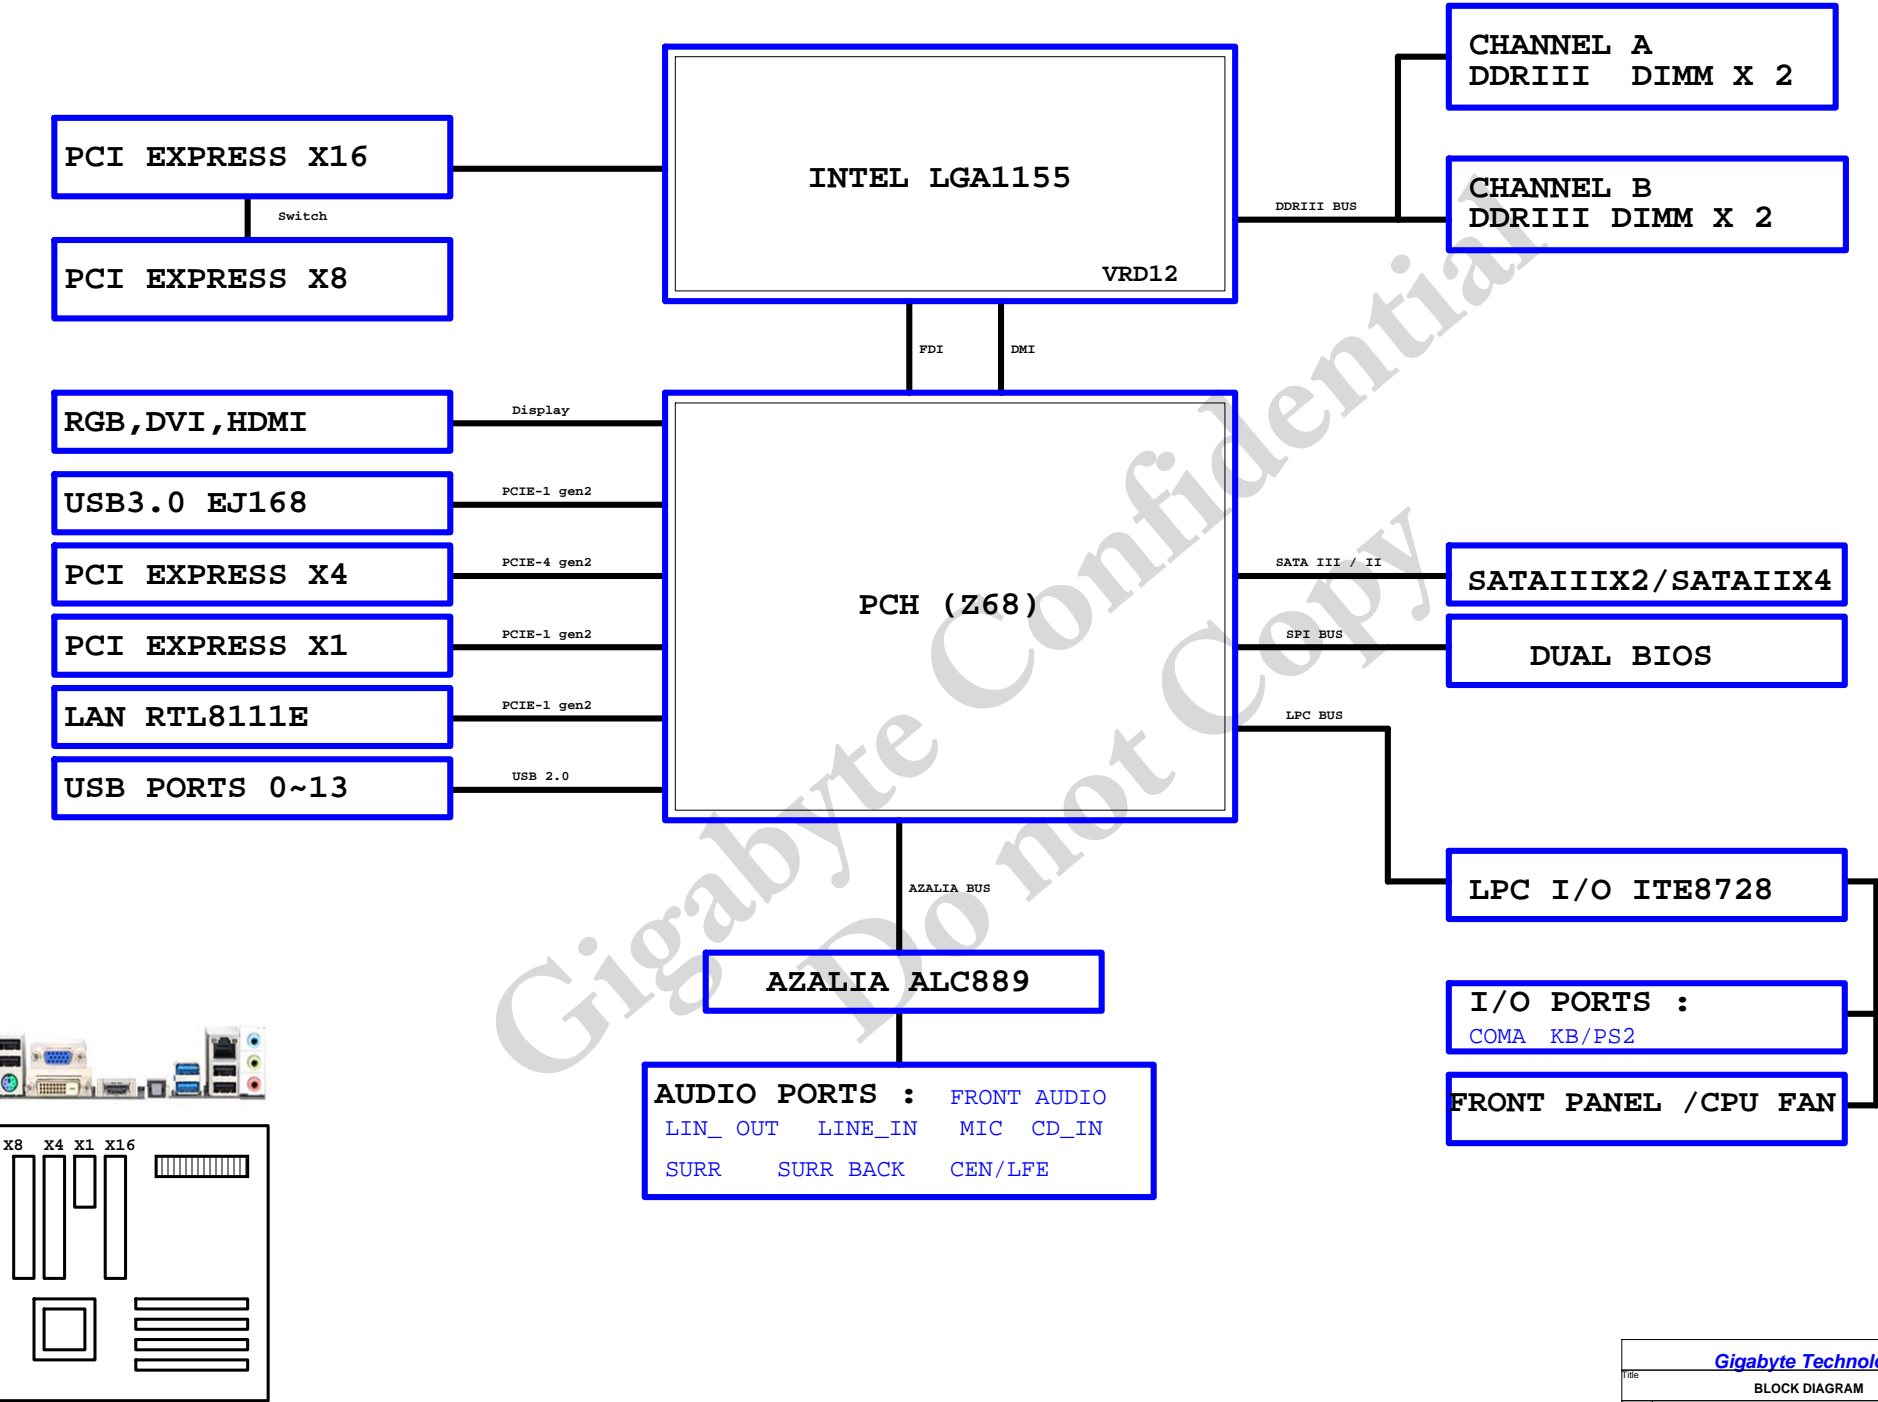 CHANNEL A
DDRIII DIMM X 2
PCI EXPRESS X16
INTEL LGA1155
CHANNEL B
DDRIII DIMM X 2
Switch
DDRIII BUS
PCI EXPRESS X8
VRD12
FDI
DMI
RGB,DVI,HDMI
Display
USB3.0 EJ168
PCIE-1 gen2
PCI EXPRESS X4
PCIE-4 gen2
PCH (Z68)
SATA III / II
SATAIIIX2/SATAIIX4
PCI EXPRESS X1
PCIE-1 gen2
SPI BUS
DUAL BIOS
LAN RTL8111E
PCIE-1 gen2
LPC BUS
USB PORTS 0~13
USB 2.0
AZALIA BUS
LPC I/O ITE8728
AZALIA ALC889
I/O PORTS :
COMA KB/PS2
AUDIO PORTS : FRONT AUDIO
LIN_ OUT LINE_IN MIC CD_IN
SURR SURR BACK CEN/LFE
FRONT PANEL /CPU FAN
X8 X4 X1 X16
Gigabyte Confidential
Do not Copy
Gigabyte Technol
Title
BLOCK DIAGRAM